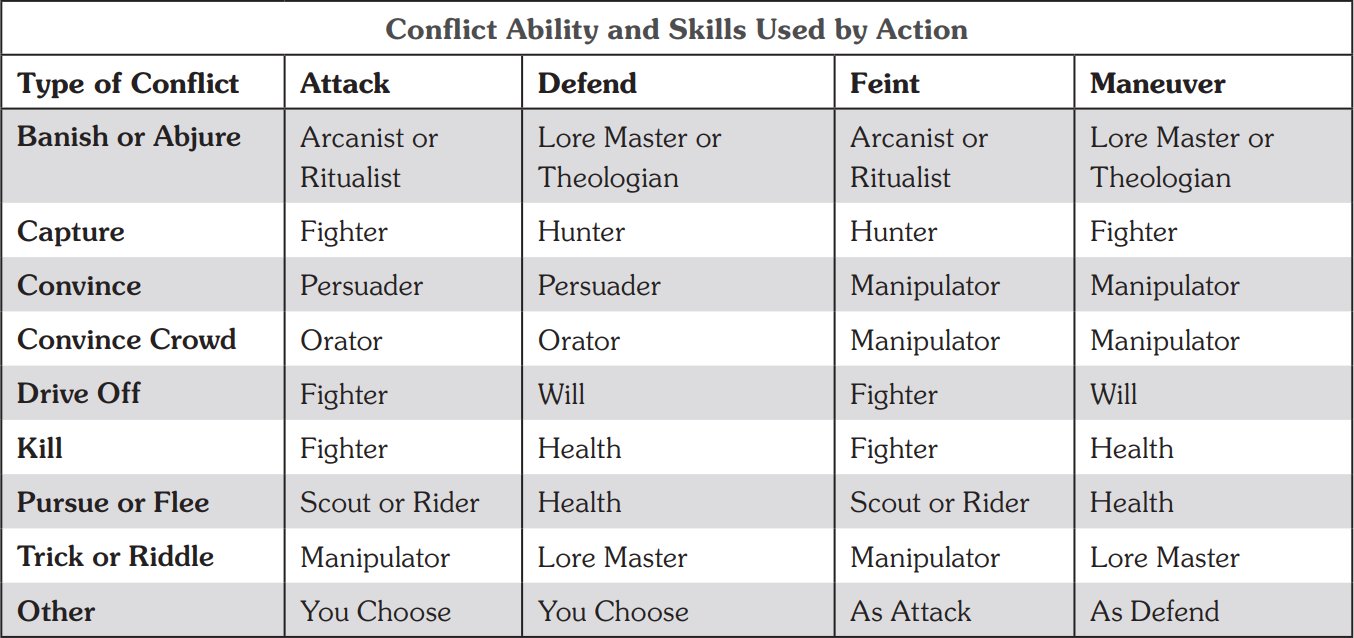 Conflict Ability and Skills Used by Action
Type of Conflict Attack Defend Feint Maneuver
Banish or Abjure Arcanist or Lore Master or Arcanist or Lore Master or
Ritualist Theologian Ritualist Theologian
Capture Fighter Hunter Hunter Fighter
Convince Persuader Persuader Manipulator Manipulator
Convince Crowd Orator Orator Manipulator Manipulator
Drive Off Fighter Will Fighter Will
Kill Fighter Health Fighter Health
Pursue or Flee Scout or Rider Health Scout or Rider Health
Trick or Riddle Manipulator Lore Master Manipulator Lore Master
Other You Choose You Choose As Attack As Defend